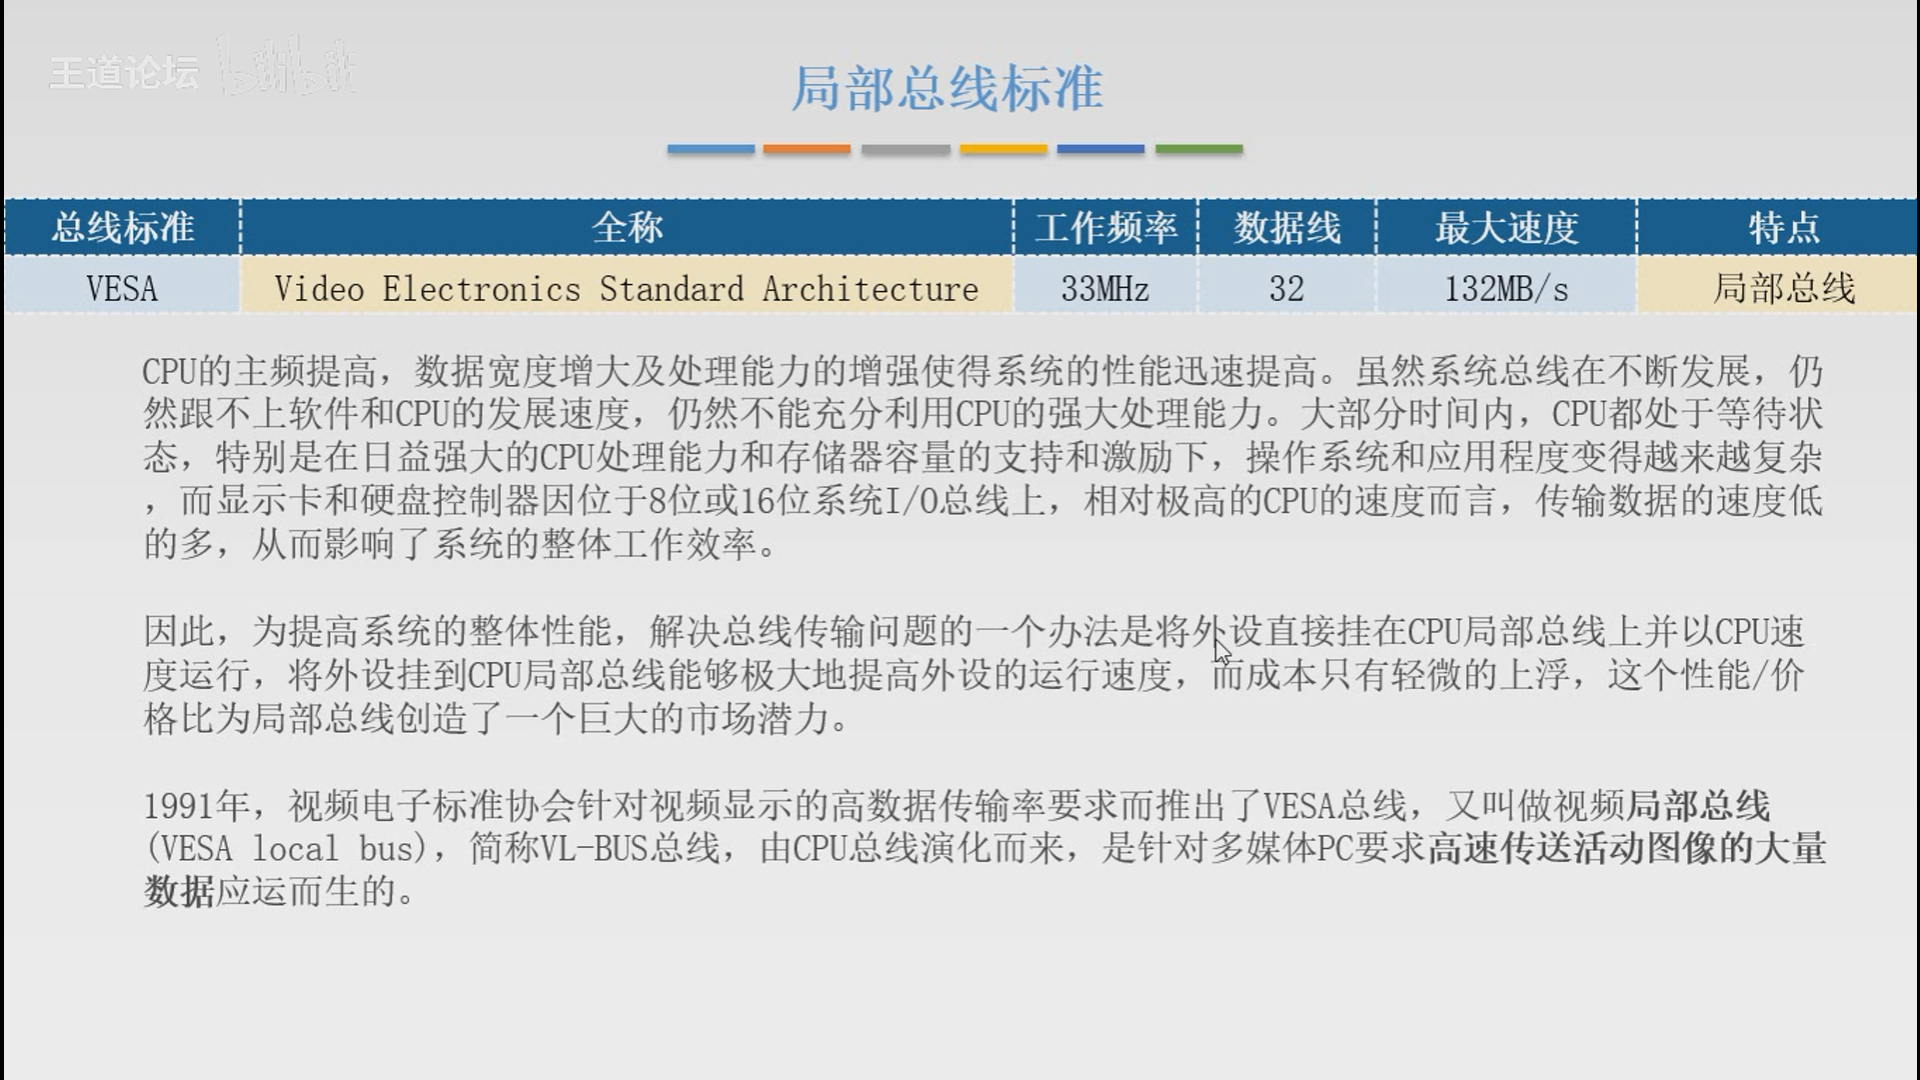 王道论坛 bilibili
局部总线标准
总线标准 全称 工作频率 数据线 最大速度 特点
VESA Video Electronics Standard Architecture 33MHz 32 132MB/s 局部总线
CPU的主频提高，数据宽度增大及处理能力的增强使得系统的性能迅速提高。虽然系统总线在不断发展，仍
然跟不上软件和CPU的发展速度，仍然不能充分利用CPU的强大处理能力。大部分时间内，CPU都处于等待状
态，特别是在日益强大的CPU处理能力和存储器容量的支持和激励下，操作系统和应用程度变得越来越复杂
，而显示卡和硬盘控制器因位于8位或16位系统I/O总线上，相对极高的CPU的速度而言，传输数据的速度低
的多，从而影响了系统的整体工作效率。
因此，为提高系统的整体性能，解决总线传输问题的一个办法是将外设直接挂在CPU局部总线上并以CPU速
度运行，将外设挂到CPU局部总线能够极大地提高外设的运行速度，而成本只有轻微的上浮，这个性能/价
格比为局部总线创造了一个巨大的市场潜力。
1991年，视频电子标准协会针对视频显示的高数据传输率要求而推出了VESA总线，又叫做视频局部总线
(VESA local bus)，简称VL-BUS总线，由CPU总线演化而来，是针对多媒体PC要求高速传送活动图像的大量
数据应运而生的。